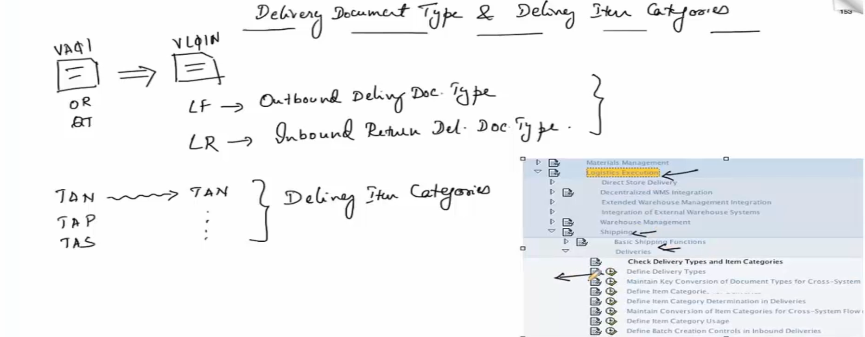 Delivery Document Type & Delivery Item Categories
153
VA01 VL01N
OR
QT
LF → Outbound Delivery Doc. Type
LR → Inbound Return Del. Doc. Type.
TAN TAN
TAP
TAS
Delivery Item Categories
Materials Management
Logistics Execution
Direct Store Delivery
Decentralized WMS Integration
Extended Warehouse Management Integration
Integration of External Warehouse Systems
Warehouse Management
Shipping
Basic Shipping Functions
Deliveries
Check Delivery Types and Item Categories
Define Delivery Types
Maintain Key Conversion of Document Types for Cross-System
Define Item Categorie
Define Item Category Determination in Deliveries
Maintain Conversion of Item Categories for Cross-System Flow
Define Item Category Usage
Define Batch Creation Controls in Inbound Deliveries